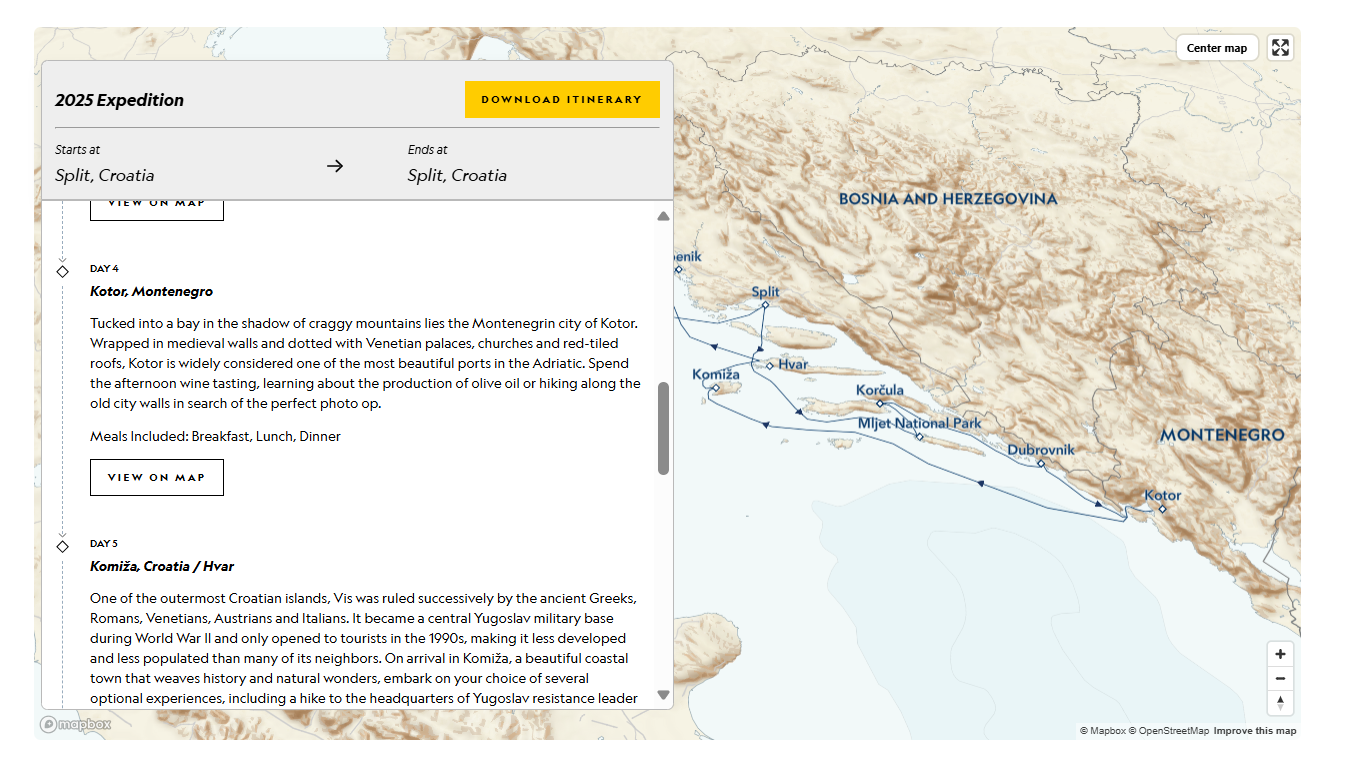 Center map
2025 Expedition
DOWNLOAD ITINERARY
Starts at
Split, Croatia
Ends at
Split, Croatia
VIEW ON MAP
DAY 4
Kotor, Montenegro
Tucked into a bay in the shadow of craggy mountains lies the Montenegrin city of Kotor.
Wrapped in medieval walls and dotted with Venetian palaces, churches and red-tiled
roofs, Kotor is widely considered one of the most beautiful ports in the Adriatic. Spend
the afternoon wine tasting, learning about the production of olive oil or hiking along the
old city walls in search of the perfect photo op.
Meals Included: Breakfast, Lunch, Dinner
VIEW ON MAP
DAY 5
Komiža, Croatia / Hvar
One of the outermost Croatian islands, Vis was ruled successively by the ancient Greeks,
Romans, Venetians, Austrians and Italians. It became a central Yugoslav military base
during World War II and only opened to tourists in the 1990s, making it less developed
and less populated than many of its neighbors. On arrival in Komiža, a beautiful coastal
town that weaves history and natural wonders, embark on your choice of several
optional experiences, including a hike to the headquarters of Yugoslav resistance leader
BOSNIA AND HERZEGOVINA
enik
Split
Hvar
Komiža
Korčula
Mljet National Park
MONTENEGRO
Dubrovnik
Kotor
mapbox
© Mapbox © OpenStreetMap Improve this map